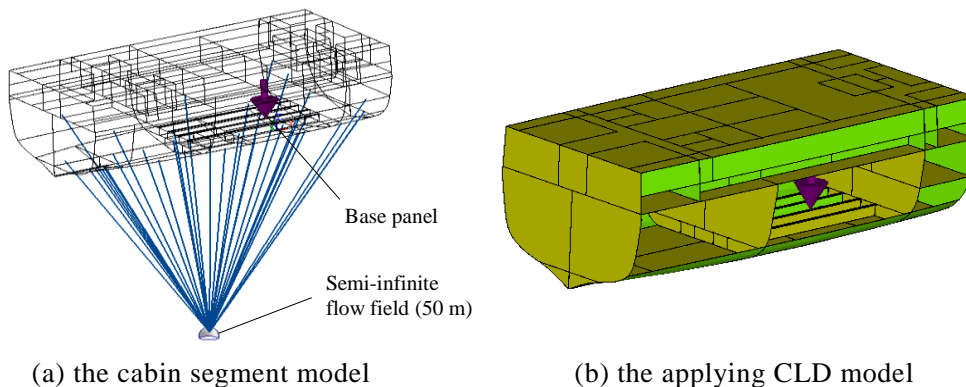 Base panel
Semi-infinite
flow field (50 m)
(a) the cabin segment model
(b) the applying CLD model